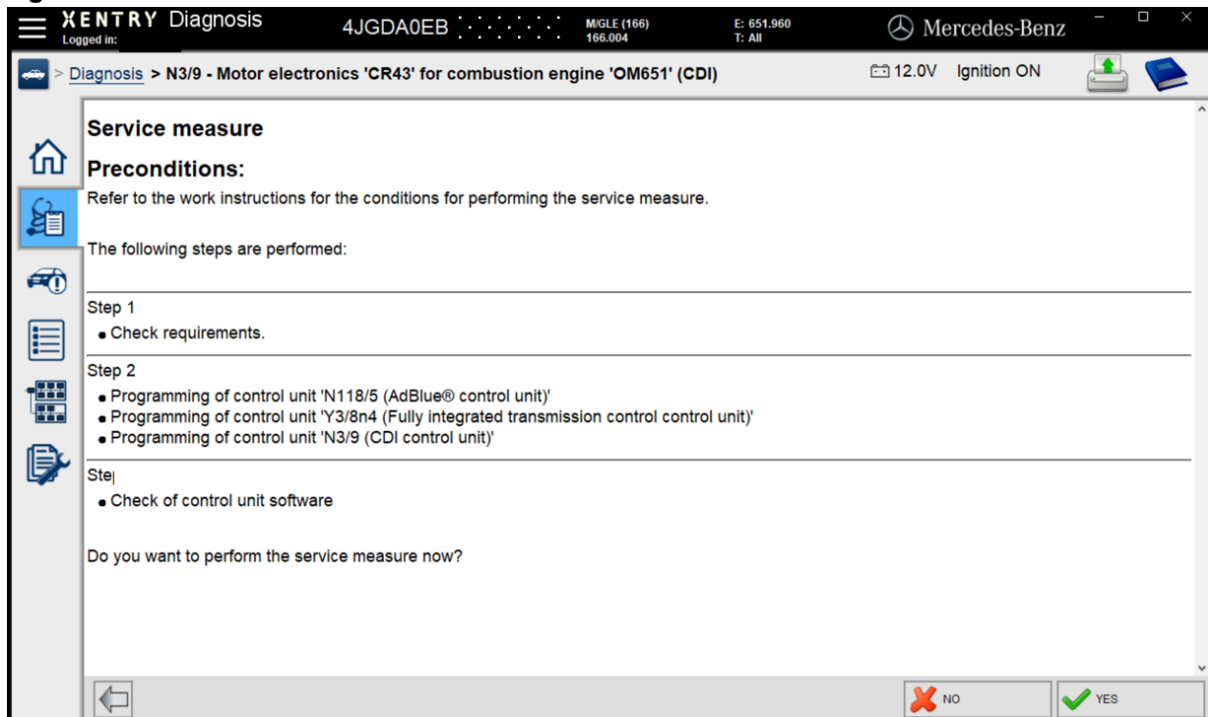 XENTRY Diagnosis
Logged in:
4JGDA0EB
M/GLE (166)
166.004
E: 651.960
T: All
Mercedes-Benz
> Diagnosis > N3/9 - Motor electronics 'CR43' for combustion engine 'OM651' (CDI)
12.0V Ignition ON
Service measure
Preconditions:
Refer to the work instructions for the conditions for performing the service measure.
The following steps are performed:
Step 1
• Check requirements.
Step 2
• Programming of control unit 'N118/5 (AdBlue® control unit)'
• Programming of control unit 'Y3/8n4 (Fully integrated transmission control control unit)'
• Programming of control unit 'N3/9 (CDI control unit)'
Ste
• Check of control unit software
Do you want to perform the service measure now?
NO
YES